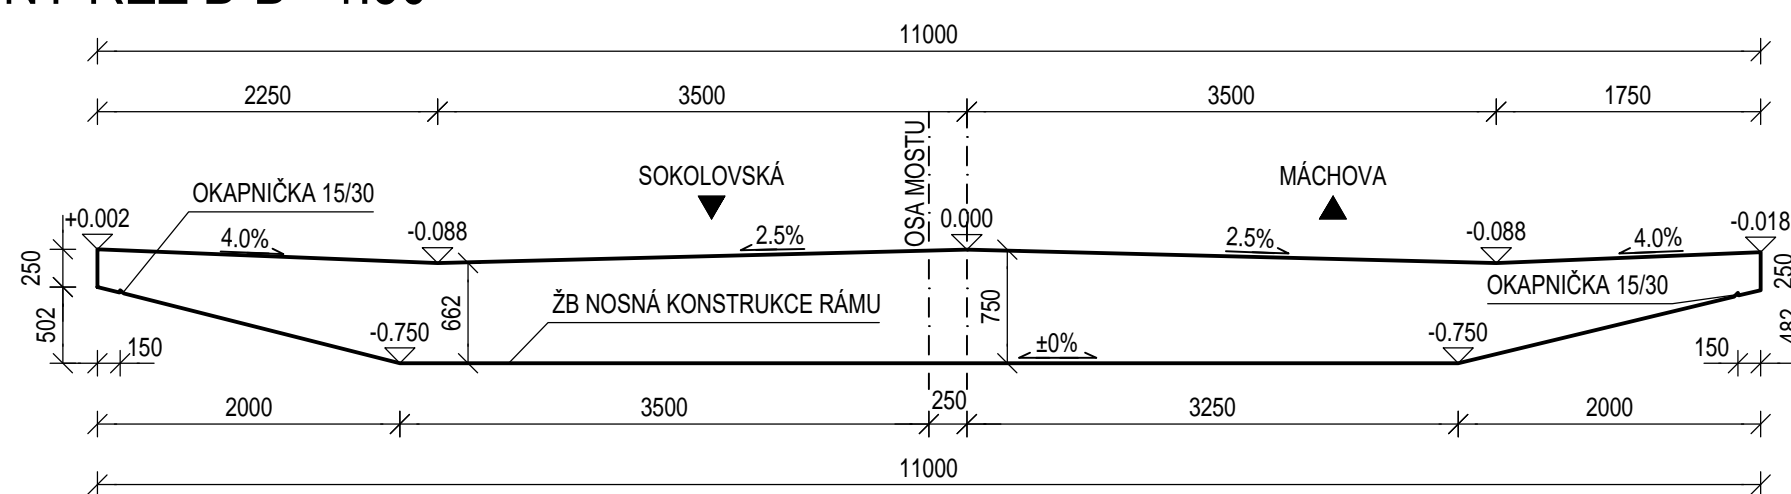 11000
2250 3500 3500 1750
OSA MOSTU
SOKOLOVSKÁ MÁCHOVA
OKAPNIČKA 15/30
+0.002 -0.088 0.000 -0.088 -0.018
4.0% 2.5% 2.5% 4.0%
250 250
OKAPNIČKA 15/30
ŽB NOSNÁ KONSTRUKCE RÁMU
502 662 750 482
-0.750 ±0% -0.750
150 150
2000 3500 250 3250 2000
11000